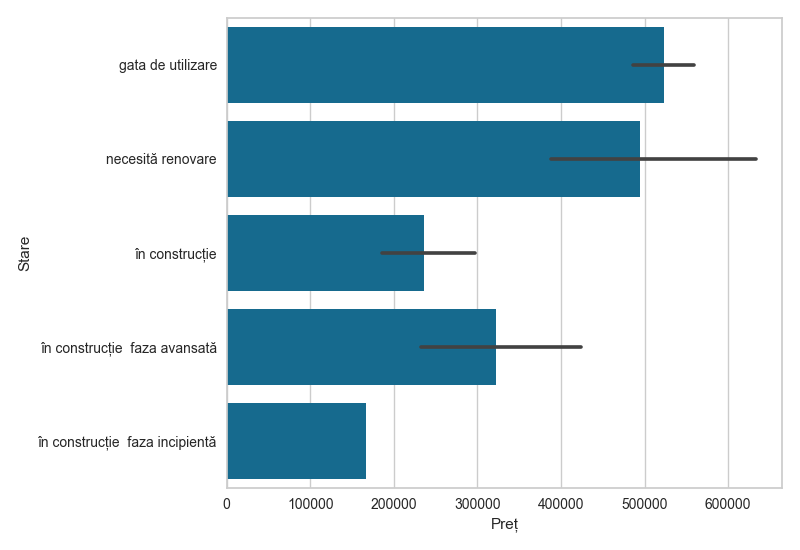 gata de utilizare
necesită renovare
în construcție
în construcție  faza avansată
în construcție  faza incipientă
Stare
0 100000 200000 300000 400000 500000 600000
Preț